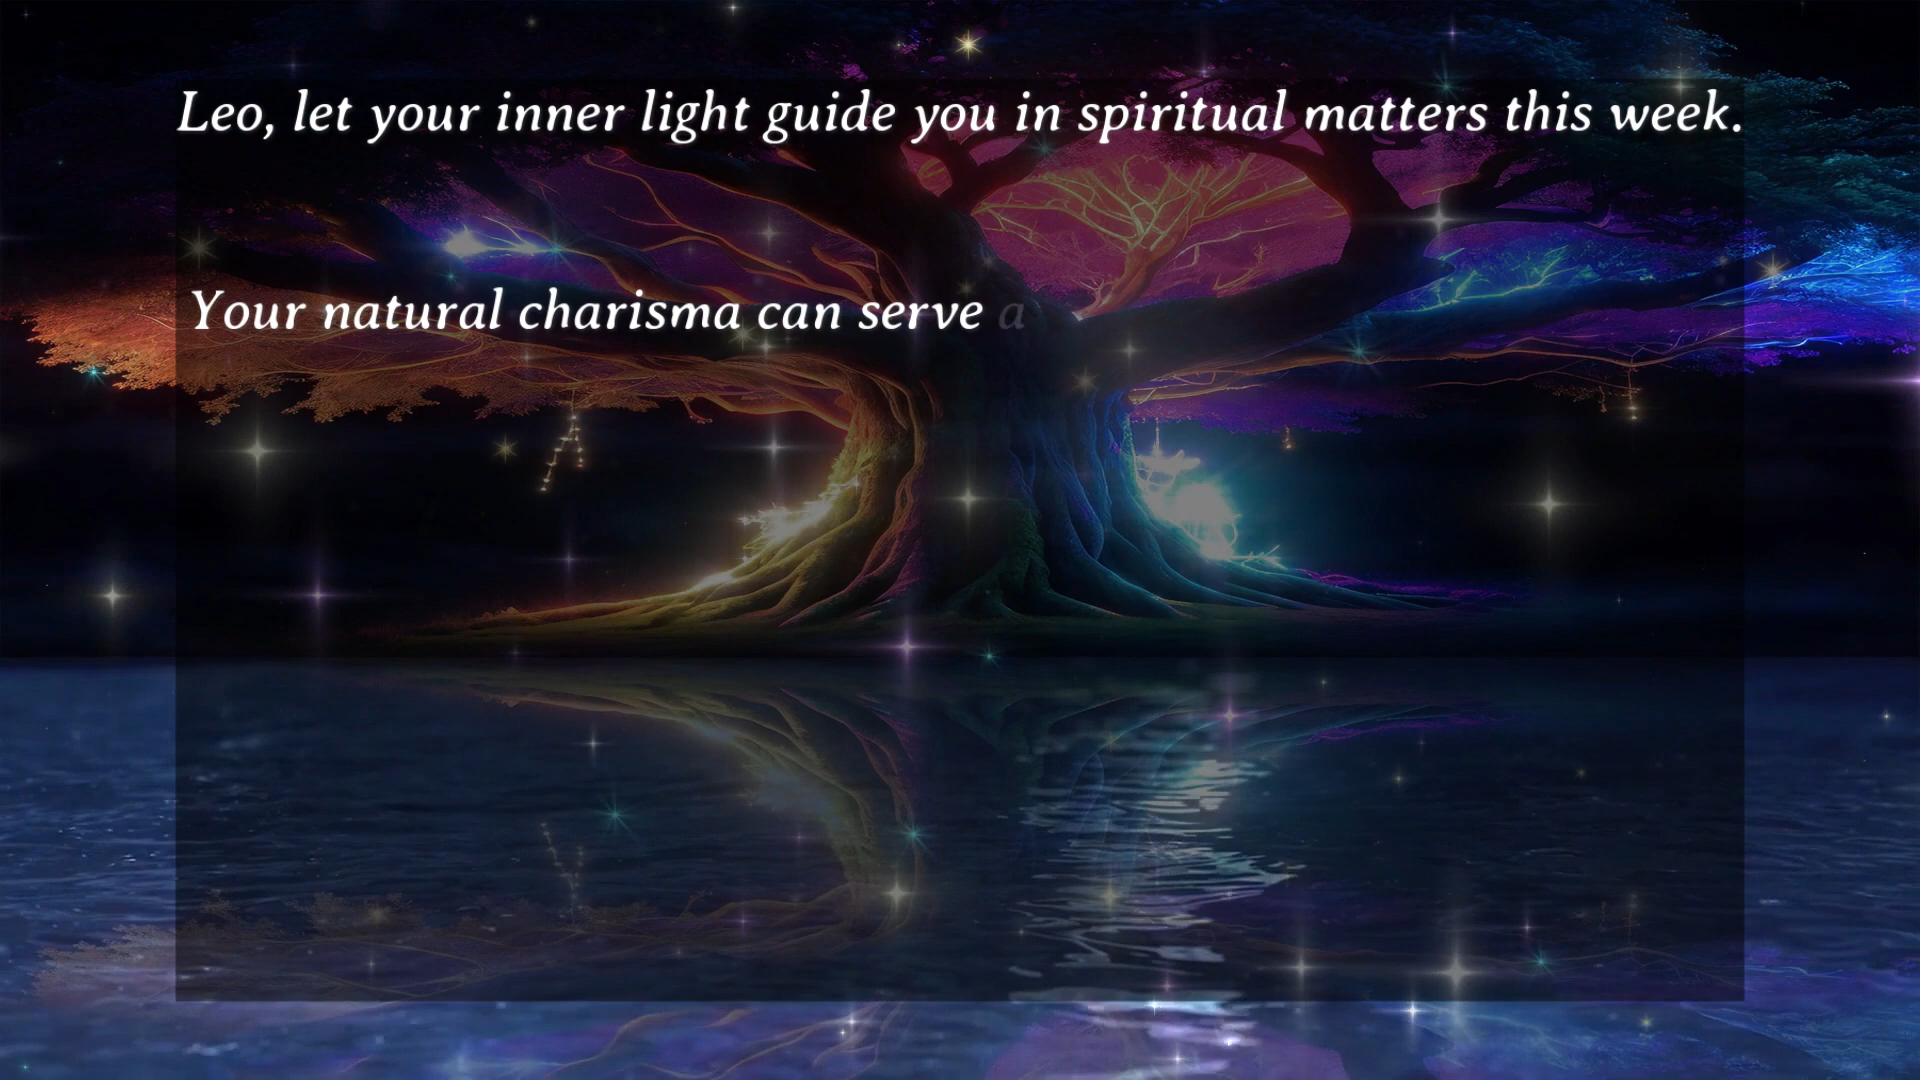 Leo, let your inner light guide you in spiritual matters this week.
Your natural charisma can serve a